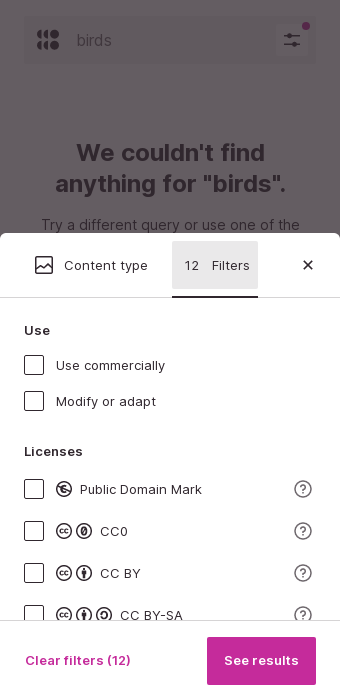 birds
We couldn't find
anything for "birds".
Try a different query or use one of the
Content type
12 Filters
Use
Use commercially
Modify or adapt
Licenses
Public Domain Mark
CC0
CC BY
CC BY-SA
Clear filters (12)
See results